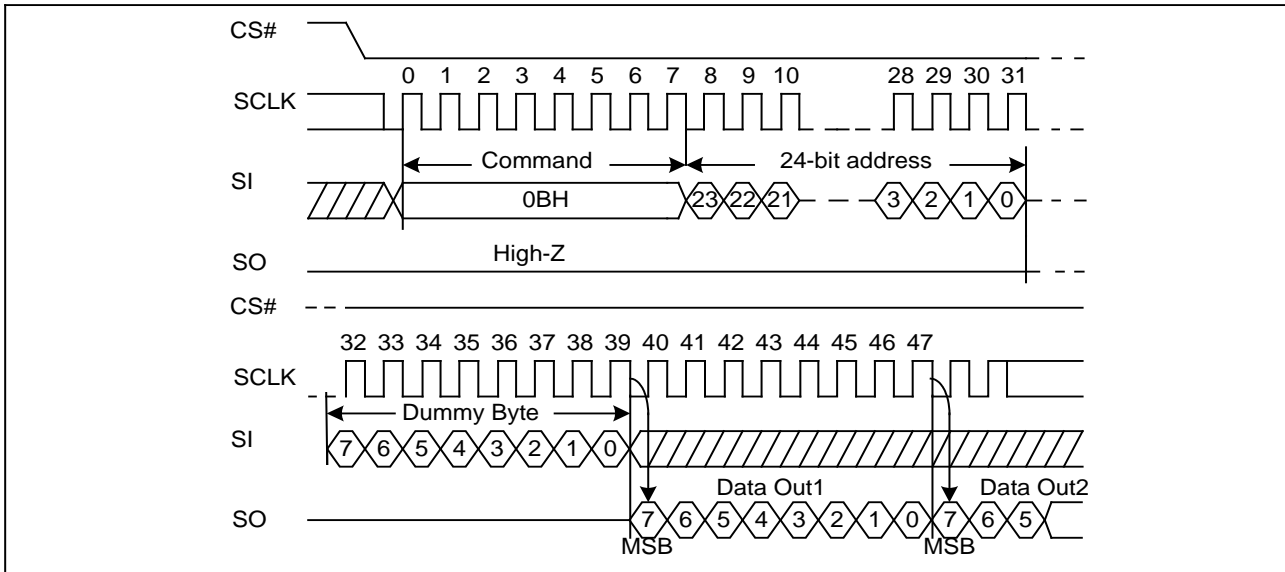 CS#
0 1 2 3 4 5 6 7 8 9 10 28 29 30 31
SCLK
Command 24-bit address
SI
0BH 23 22 21 3 2 1 0
High-Z
SO
CS#
32 33 34 35 36 37 38 39 40 41 42 43 44 45 46 47
SCLK
Dummy Byte
SI
7 6 5 4 3 2 1 0
Data Out1 Data Out2
SO
7 6 5 4 3 2 1 0 7 6 5
MSB MSB